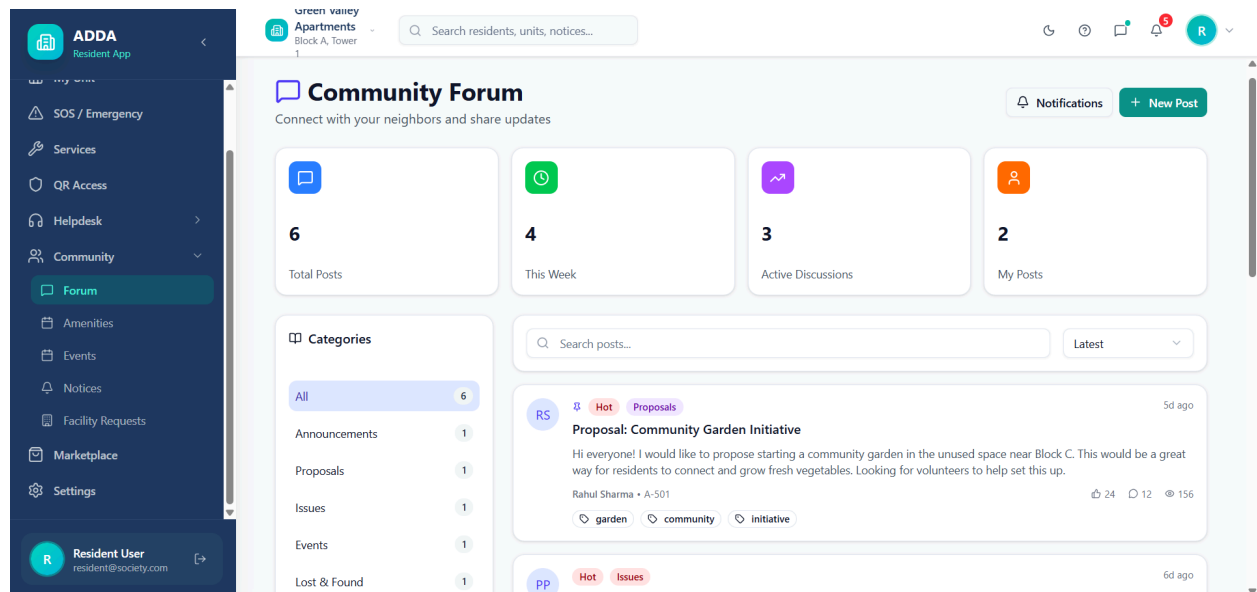 ADDA
Resident App
My Unit
SOS / Emergency
Services
QR Access
Helpdesk
Community
Forum
Amenities
Events
Notices
Facility Requests
Marketplace
Settings
R
Resident User
resident@society.com
Green Valley
Apartments
Block A, Tower
1
Search residents, units, notices...
5
R
Community Forum
Connect with your neighbors and share updates
Notifications
+ New Post
6
Total Posts
4
This Week
3
Active Discussions
2
My Posts
Categories
All 6
Announcements 1
Proposals 1
Issues 1
Events 1
Lost & Found 1
Search posts...
Latest
RS
Hot Proposals 5d ago
Proposal: Community Garden Initiative
Hi everyone! I would like to propose starting a community garden in the unused space near Block C. This would be a great
way for residents to connect and grow fresh vegetables. Looking for volunteers to help set this up.
Rahul Sharma • A-501 24 12 156
garden community initiative
PP
Hot Issues 6d ago